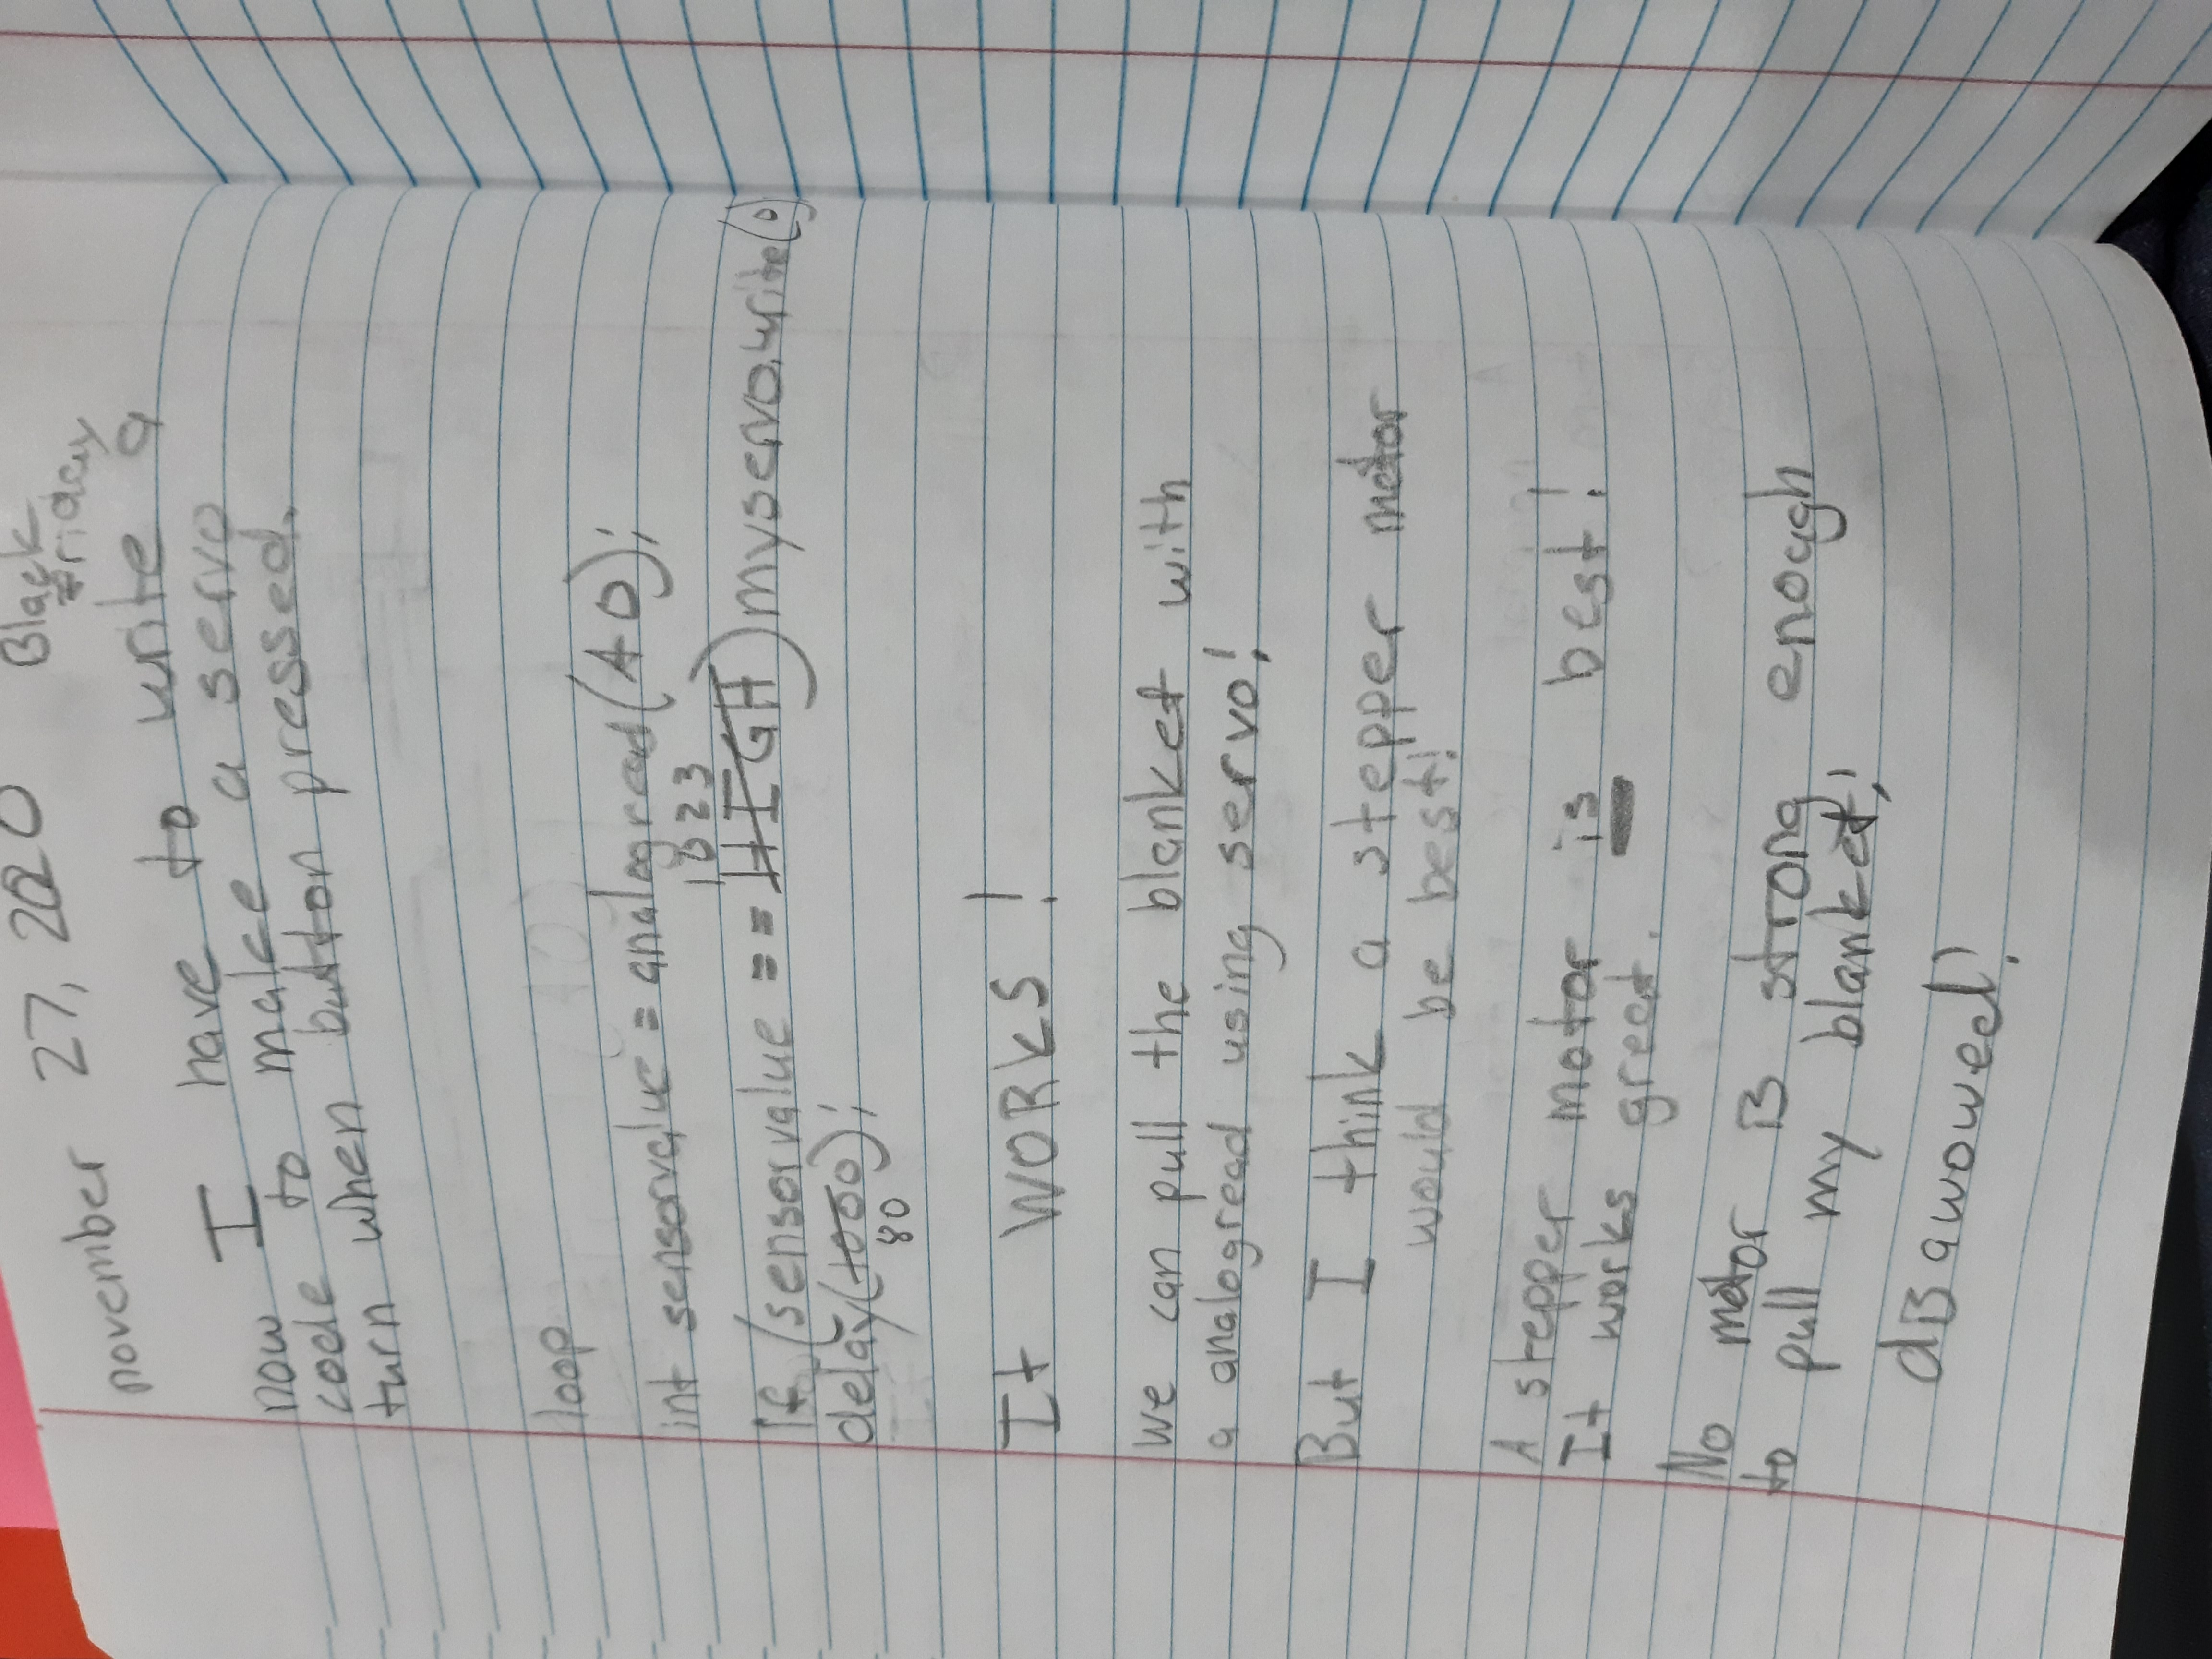 november 27, 2020 Black
Friday
now I have to write a
code to make a servo
turn when button pressed.
loop
int sensorvalue = analogread(A0);
1023
If (sensorvalue == HIGH) myservo.write(0)
delay(1000);
80
It WORKS!
we can pull the blanket with
a analogread using servo!
But I think a stepper motor
would be best!
A stepper motor is best!
It works great.
No motor is strong enough
to pull my blanket!
disavowed!